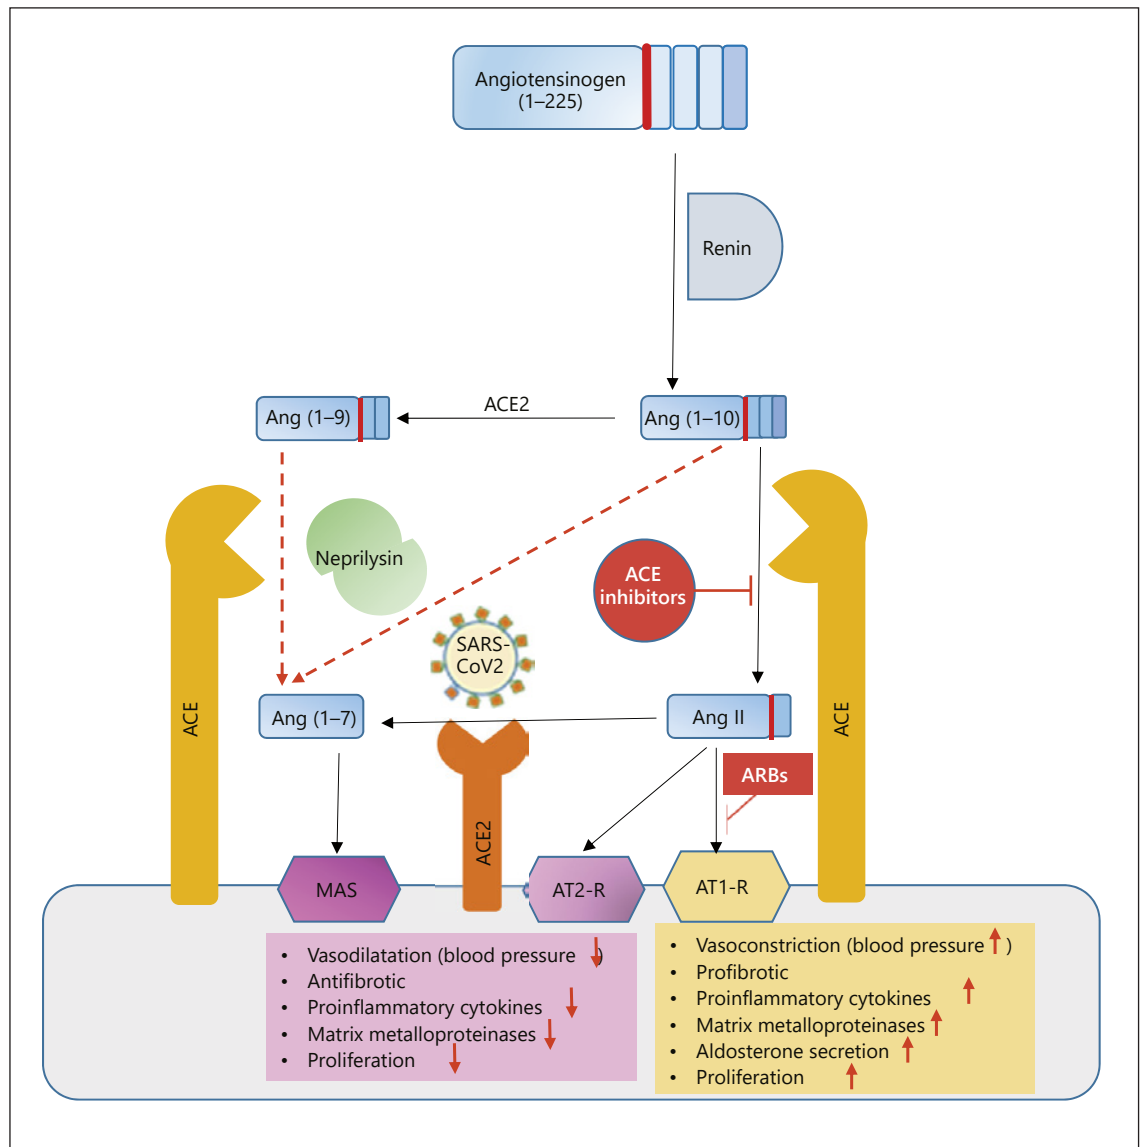 Angiotensinogen
(1–225)
Renin
Ang (1–9)
ACE2
Ang (1–10)
Neprilysin
ACE
inhibitors
SARS-
CoV2
ACE
ACE
Ang (1–7)
Ang II
ARBs
ACE2
MAS
AT2-R
AT1-R
• Vasodilatation (blood pressure ↓)
• Antifibrotic
• Proinflammatory cytokines ↓
• Matrix metalloproteinases ↓
• Proliferation ↓
• Vasoconstriction (blood pressure ↑)
• Profibrotic
• Proinflammatory cytokines ↑
• Matrix metalloproteinases ↑
• Aldosterone secretion ↑
• Proliferation ↑